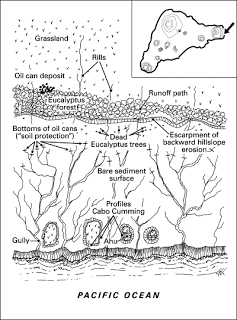 Grassland
Rills
Oil can deposit
Runoff path
Eucalyptus
forest
Bottoms of oil cans
("soil protection")
Dead
Eucalyptus trees
Escarpment of
backward hillslope
erosion
Bare sediment
surface
Profiles
Cabo Cumming
Gully
Ahu
PACIFIC OCEAN